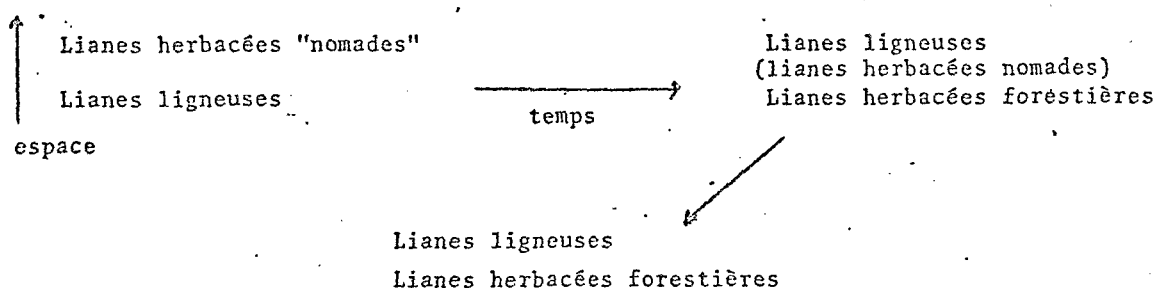 Lianes herbacées "nomades"
Lianes ligneuses
espace
temps
Lianes ligneuses
(lianes herbacées nomades)
Lianes herbacées forestières
Lianes ligneuses
Lianes herbacées forestières